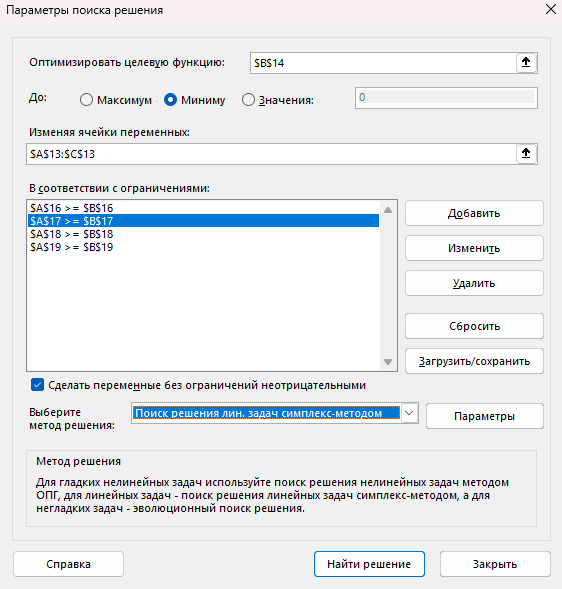 Параметры поиска решения
Оптимизировать целевую функцию: $B$14
До: Максимум Миниму Значения: 0
Изменяя ячейки переменных:
$A$13:$C$13
В соответствии с ограничениями:
$A$16 >= $B$16
$A$17 >= $B$17
$A$18 >= $B$18
$A$19 >= $B$19
Добавить
Изменить
Удалить
Сбросить
Загрузить/сохранить
Сделать переменные без ограничений неотрицательными
Выберите
метод решения:
Поиск решения лин. задач симплекс-методом
Параметры
Метод решения
Для гладких нелинейных задач используйте поиск решения нелинейных задач методом
ОПГ, для линейных задач - поиск решения линейных задач симплекс-методом, а для
негладких задач - эволюционный поиск решения.
Справка
Найти решение
Закрыть